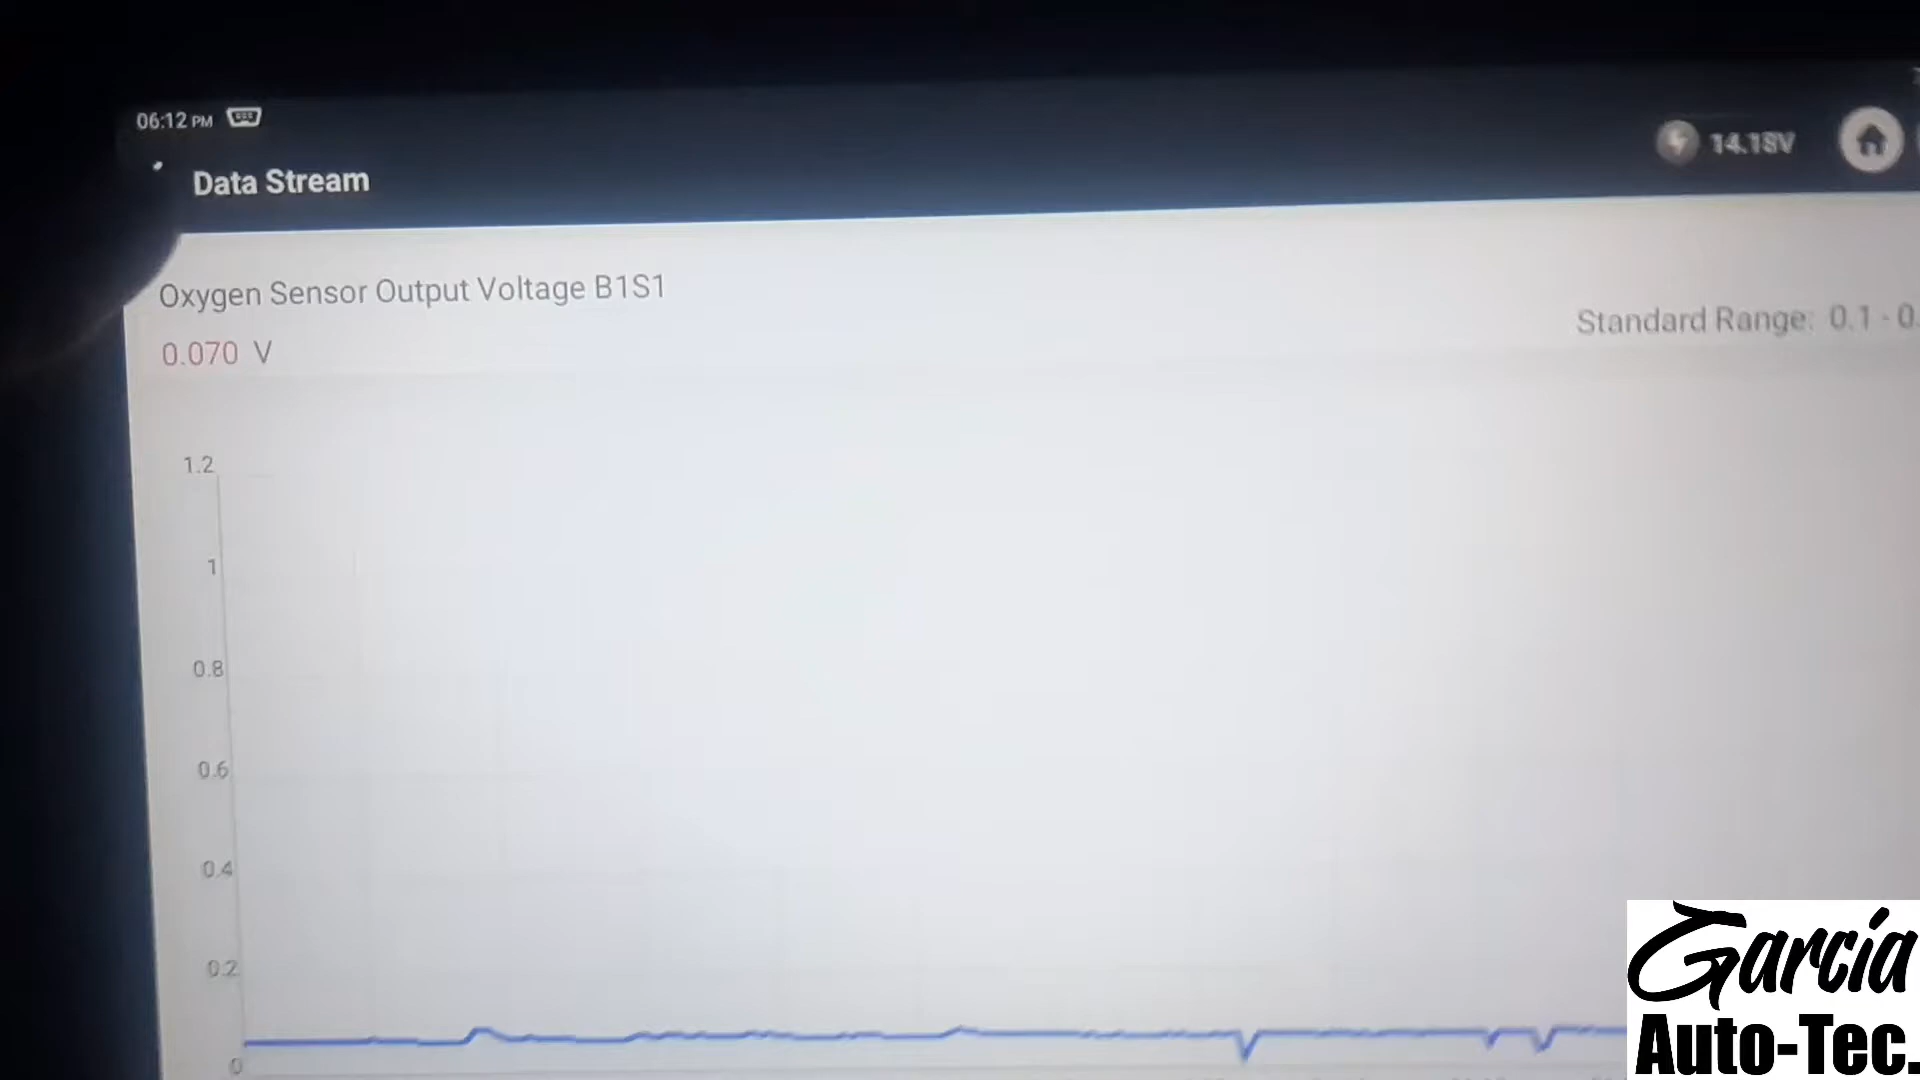 06:12 PM
14.18V
Data Stream
Oxygen Sensor Output Voltage B1S1
Standard Range: 0.1 - 0.
0.070 V
1.2
1
0.8
0.6
0.4
0.2
0
García
Auto-Tec.